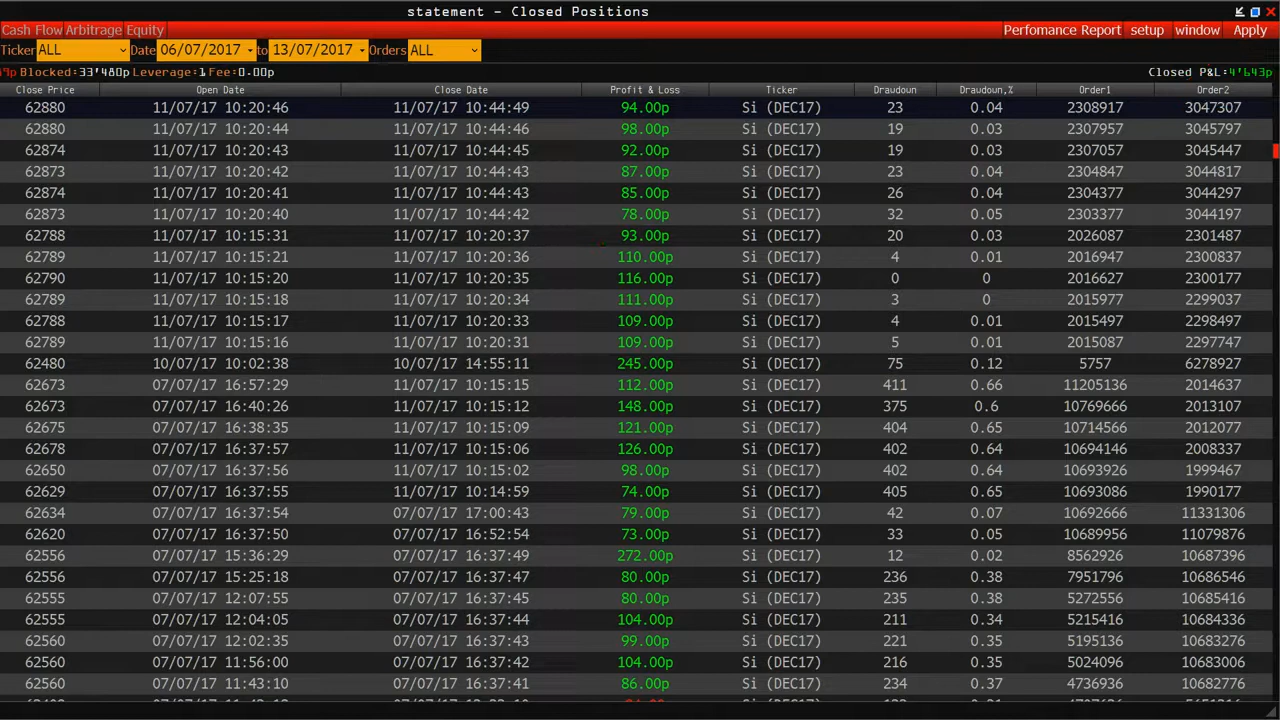 statement - Closed Positions
Cash Flow Arbitrage Equity Perfomance Report setup window Apply
Ticker ALL Date 06/07/2017 to 13/07/2017 Orders ALL
Blocked:33'480p Leverage:1 Fee:0.00p Closed P&L:4'643p
Close Price Open Date Close Date Profit & Loss Ticker Draudoun Draudoun,% Order1 Order2
62880 11/07/17 10:20:46 11/07/17 10:44:49 94.00p Si (DEC17) 23 0.04 2308917 3047307
62880 11/07/17 10:20:44 11/07/17 10:44:46 98.00p Si (DEC17) 19 0.03 2307957 3045797
62874 11/07/17 10:20:43 11/07/17 10:44:45 92.00p Si (DEC17) 19 0.03 2307057 3045447
62873 11/07/17 10:20:42 11/07/17 10:44:43 87.00p Si (DEC17) 23 0.04 2304847 3044817
62874 11/07/17 10:20:41 11/07/17 10:44:43 85.00p Si (DEC17) 26 0.04 2304377 3044297
62873 11/07/17 10:20:40 11/07/17 10:44:42 78.00p Si (DEC17) 32 0.05 2303377 3044197
62788 11/07/17 10:15:31 11/07/17 10:20:37 93.00p Si (DEC17) 20 0.03 2026087 2301487
62789 11/07/17 10:15:21 11/07/17 10:20:36 110.00p Si (DEC17) 4 0.01 2016947 2300837
62790 11/07/17 10:15:20 11/07/17 10:20:35 116.00p Si (DEC17) 0 0 2016627 2300177
62789 11/07/17 10:15:18 11/07/17 10:20:34 111.00p Si (DEC17) 3 0 2015977 2299037
62788 11/07/17 10:15:17 11/07/17 10:20:33 109.00p Si (DEC17) 4 0.01 2015497 2298497
62789 11/07/17 10:15:16 11/07/17 10:20:31 109.00p Si (DEC17) 5 0.01 2015087 2297747
62480 10/07/17 10:02:38 10/07/17 14:55:11 245.00p Si (DEC17) 75 0.12 5757 6278927
62673 07/07/17 16:57:29 11/07/17 10:15:15 112.00p Si (DEC17) 411 0.66 11205136 2014637
62673 07/07/17 16:40:26 11/07/17 10:15:12 148.00p Si (DEC17) 375 0.6 10769666 2013107
62675 07/07/17 16:38:35 11/07/17 10:15:09 121.00p Si (DEC17) 404 0.65 10714566 2012077
62678 07/07/17 16:37:57 11/07/17 10:15:06 126.00p Si (DEC17) 402 0.64 10694146 2008337
62650 07/07/17 16:37:56 11/07/17 10:15:02 98.00p Si (DEC17) 402 0.64 10693926 1999467
62629 07/07/17 16:37:55 11/07/17 10:14:59 74.00p Si (DEC17) 405 0.65 10693086 1990177
62634 07/07/17 16:37:54 07/07/17 17:00:43 79.00p Si (DEC17) 42 0.07 10692666 11331306
62620 07/07/17 16:37:50 07/07/17 16:52:54 73.00p Si (DEC17) 33 0.05 10689956 11079876
62556 07/07/17 15:36:29 07/07/17 16:37:49 272.00p Si (DEC17) 12 0.02 8562926 10687396
62556 07/07/17 15:25:18 07/07/17 16:37:47 80.00p Si (DEC17) 236 0.38 7951796 10686546
62555 07/07/17 12:07:55 07/07/17 16:37:45 80.00p Si (DEC17) 235 0.38 5272556 10685416
62555 07/07/17 12:04:05 07/07/17 16:37:44 104.00p Si (DEC17) 211 0.34 5215416 10684336
62560 07/07/17 12:02:35 07/07/17 16:37:43 99.00p Si (DEC17) 221 0.35 5195136 10683276
62560 07/07/17 11:56:00 07/07/17 16:37:42 104.00p Si (DEC17) 216 0.35 5024096 10683006
62560 07/07/17 11:43:10 07/07/17 16:37:41 86.00p Si (DEC17) 234 0.37 4736936 10682776